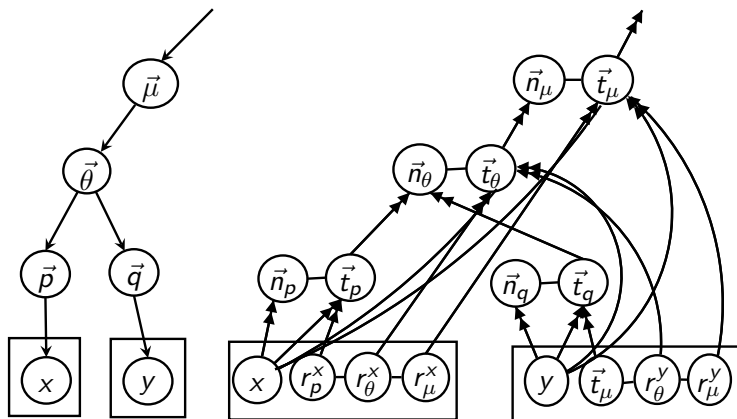 μ⃗
n⃗_μ t⃗_μ
θ⃗
n⃗_θ t⃗_θ
p⃗ q⃗
n⃗_p t⃗_p n⃗_q t⃗_q
x y
x r_p^x r_θ^x r_μ^x y t⃗_μ r_θ^y r_μ^y